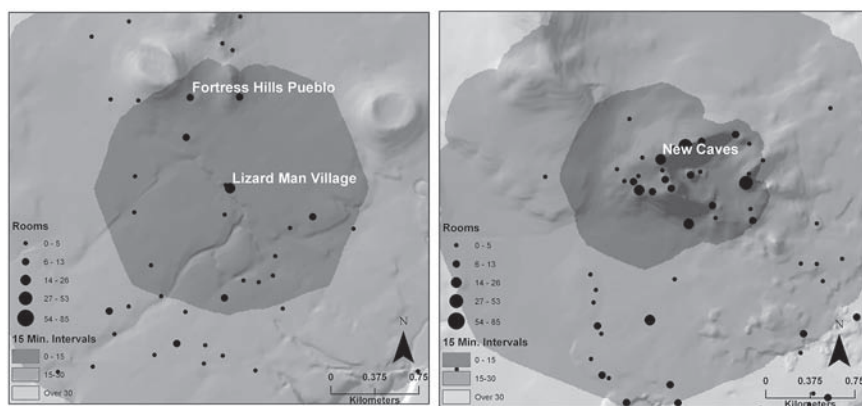 Fortress Hills Pueblo
Lizard Man Village
Rooms
0 - 5
6 - 13
14 - 26
27 - 53
54 - 85
15 Min. Intervals
0 - 15
15-30
Over 30
N
0 0.375 0.75
Kilometers
New Caves
Rooms
0 - 5
6 - 13
14 - 26
27 - 53
54 - 85
15 Min. Intervals
0 - 15
15-30
Over 30
N
0 0.375 0.75
Kilometers